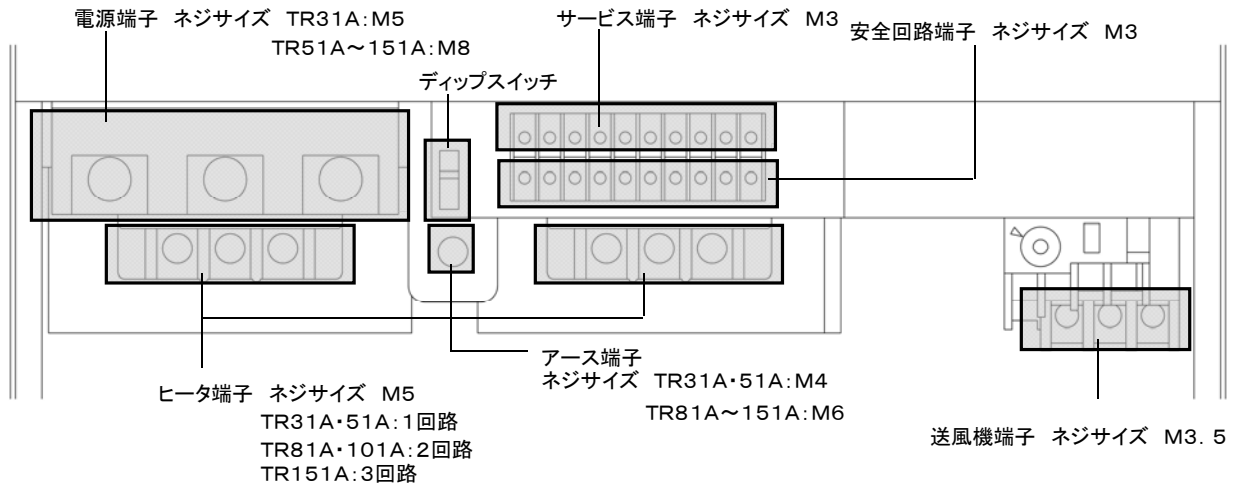 電源端子 ネジサイズ TR31A:M5
TR51A～151A:M8
サービス端子 ネジサイズ M3
安全回路端子 ネジサイズ M3
ディップスイッチ
アース端子
ネジサイズ TR31A・51A:M4
TR81A～151A:M6
ヒータ端子 ネジサイズ M5
TR31A・51A:1回路
TR81A・101A:2回路
TR151A:3回路
送風機端子 ネジサイズ M3.5